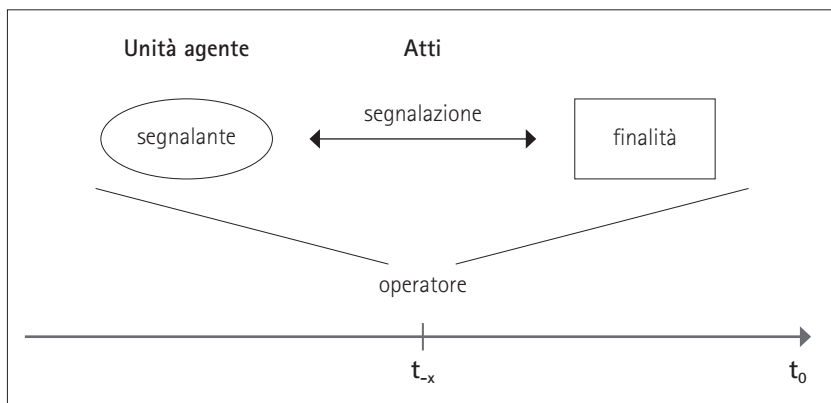 Unità agente
Atti
segnalante
segnalazione
finalità
operatore
t-x
t0